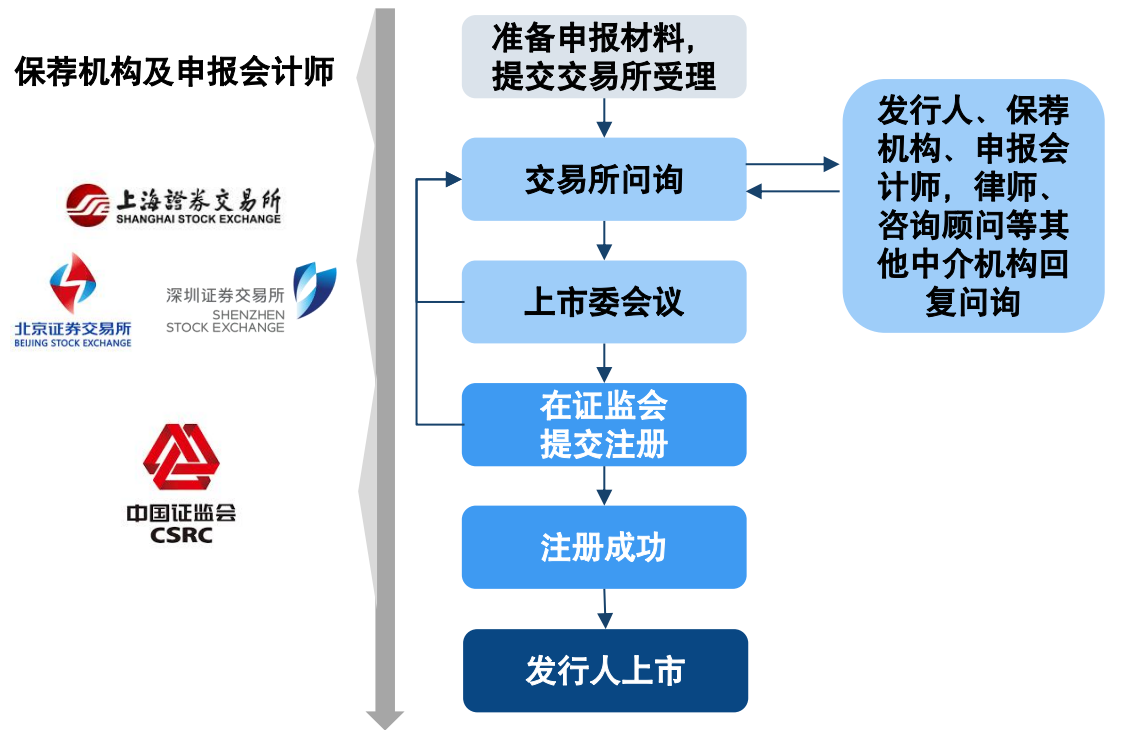 保荐机构及申报会计师
上海證券交易所
SHANGHAI STOCK EXCHANGE
北京证券交易所
BEIJING STOCK EXCHANGE
深圳证券交易所
SHENZHEN
STOCK EXCHANGE
中国证监会
CSRC
准备申报材料，
提交交易所受理
交易所问询
发行人、保荐
机构、申报会
计师，律师、
咨询顾问等其
他中介机构回
复问询
上市委会议
在证监会
提交注册
注册成功
发行人上市